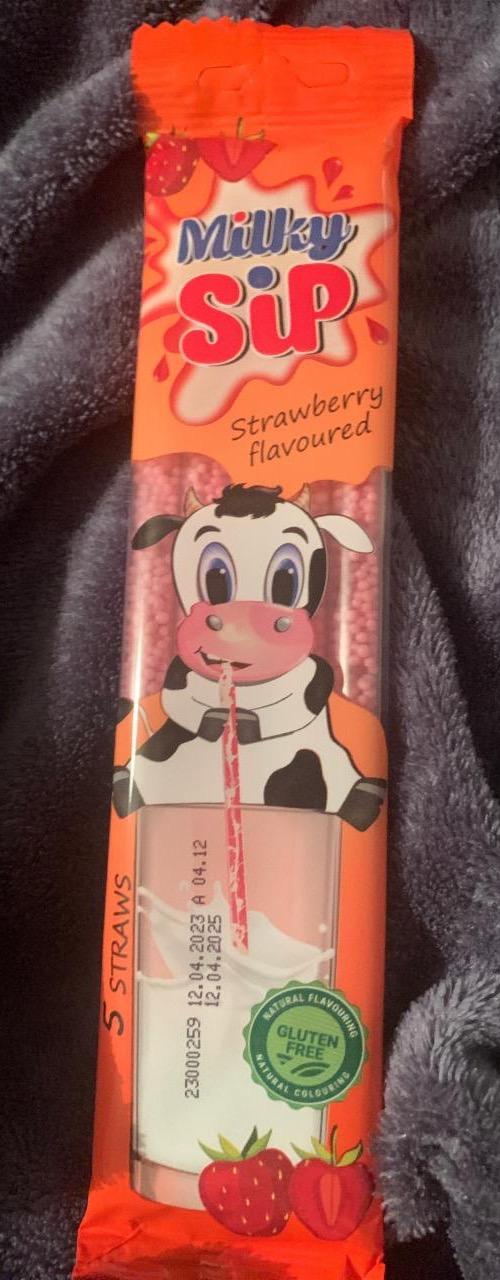 Milky
Sip
Strawberry
flavoured
5 STRAWS
23000259 12.04.2023 A 04.12
12.04.2025
NATURAL FLAVOURING
GLUTEN
FREE
NATURAL COLOURING